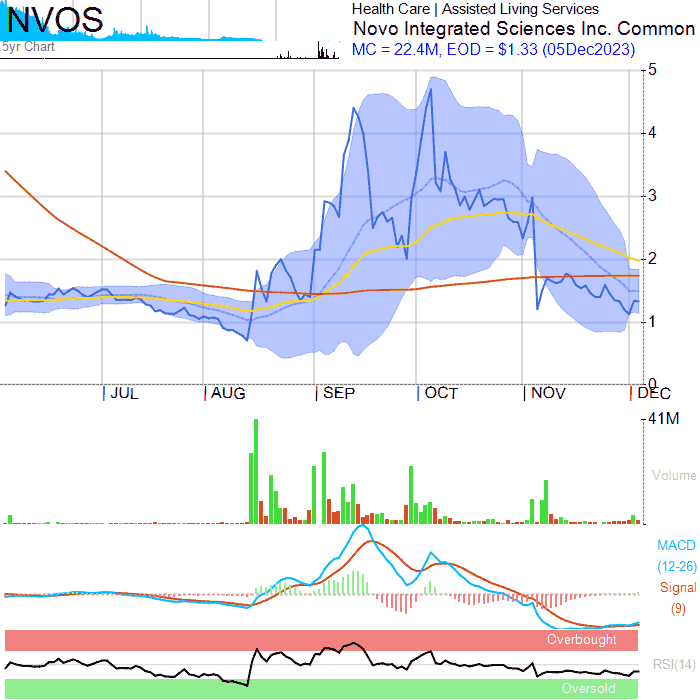 NVOS
Health Care | Assisted Living Services
Novo Integrated Sciences Inc. Common
MC = 22.4M, EOD = $1.33 (05Dec2023)
5yr Chart
5
4
3
2
1
0
JUL
AUG
SEP
OCT
NOV
DEC
41M
Volume
MACD
(12-26)
Signal
(9)
Overbought
RSI(14)
Oversold